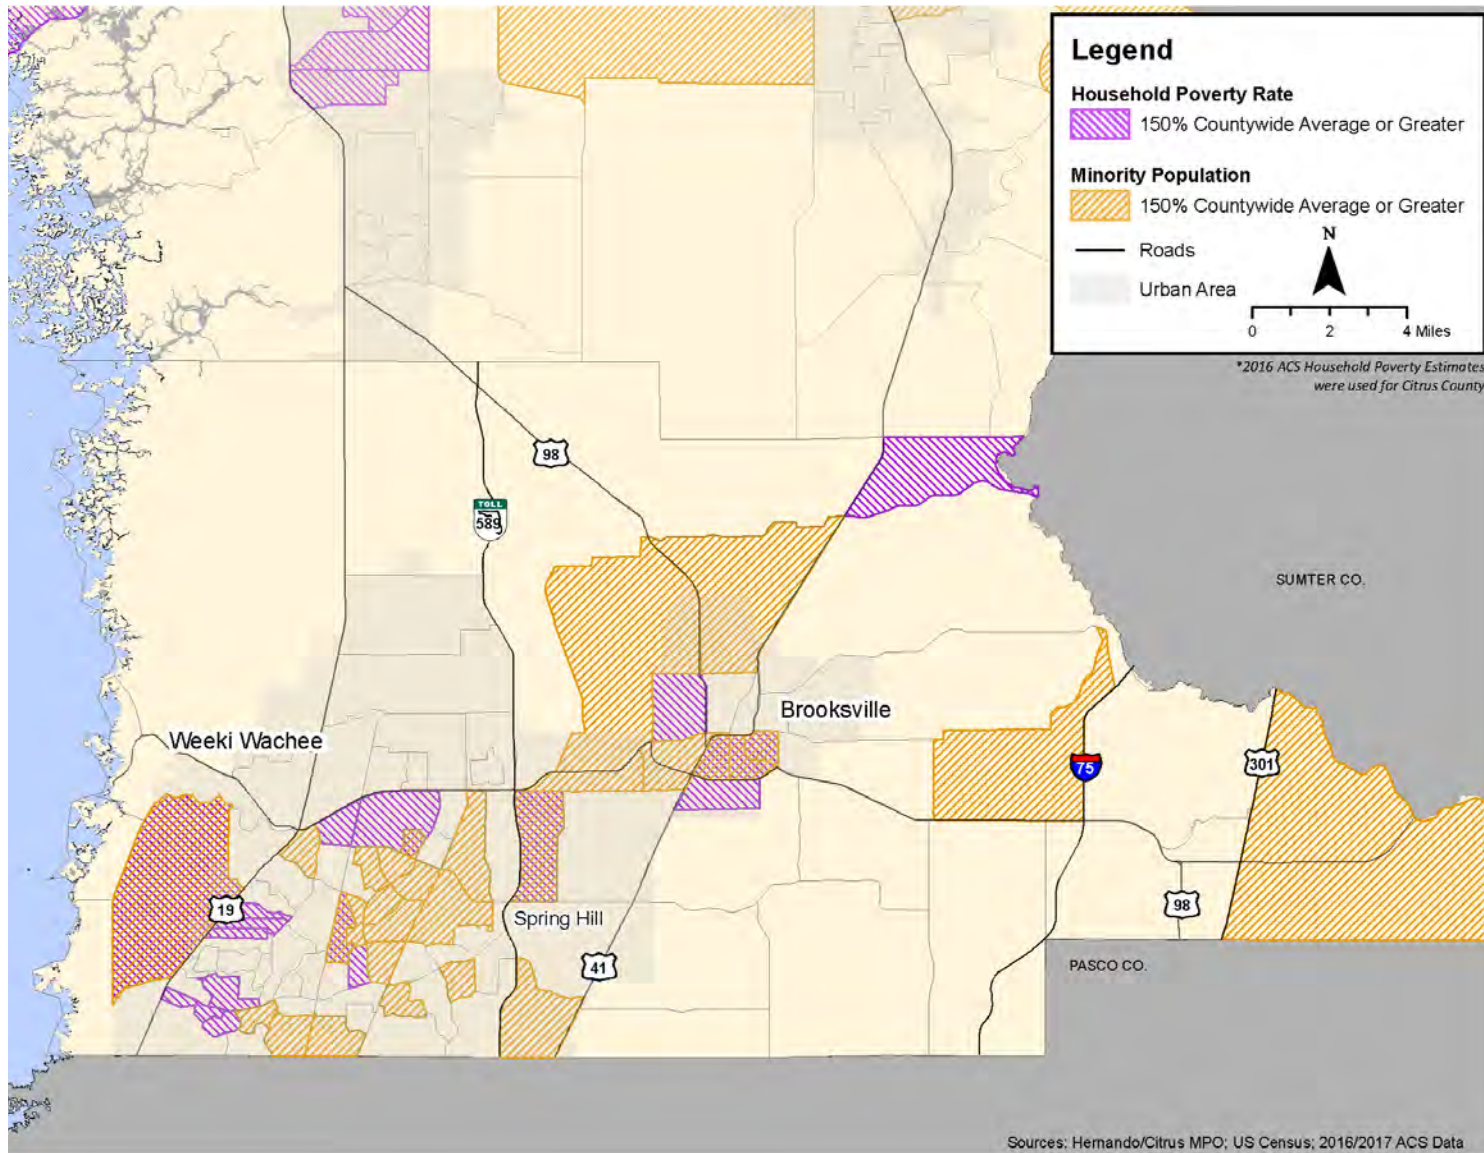 Legend
Household Poverty Rate
150% Countywide Average or Greater
Minority Population
150% Countywide Average or Greater
N
Roads
Urban Area
0 2 4 Miles
*2016 ACS Household Poverty Estimates
were used for Citrus County
98
TOLL
589
SUMTER CO.
Brooksville
Weeki Wachee
75
301
19
Spring Hill
98
41
PASCO CO.
Sources: Hernando/Citrus MPO; US Census; 2016/2017 ACS Data